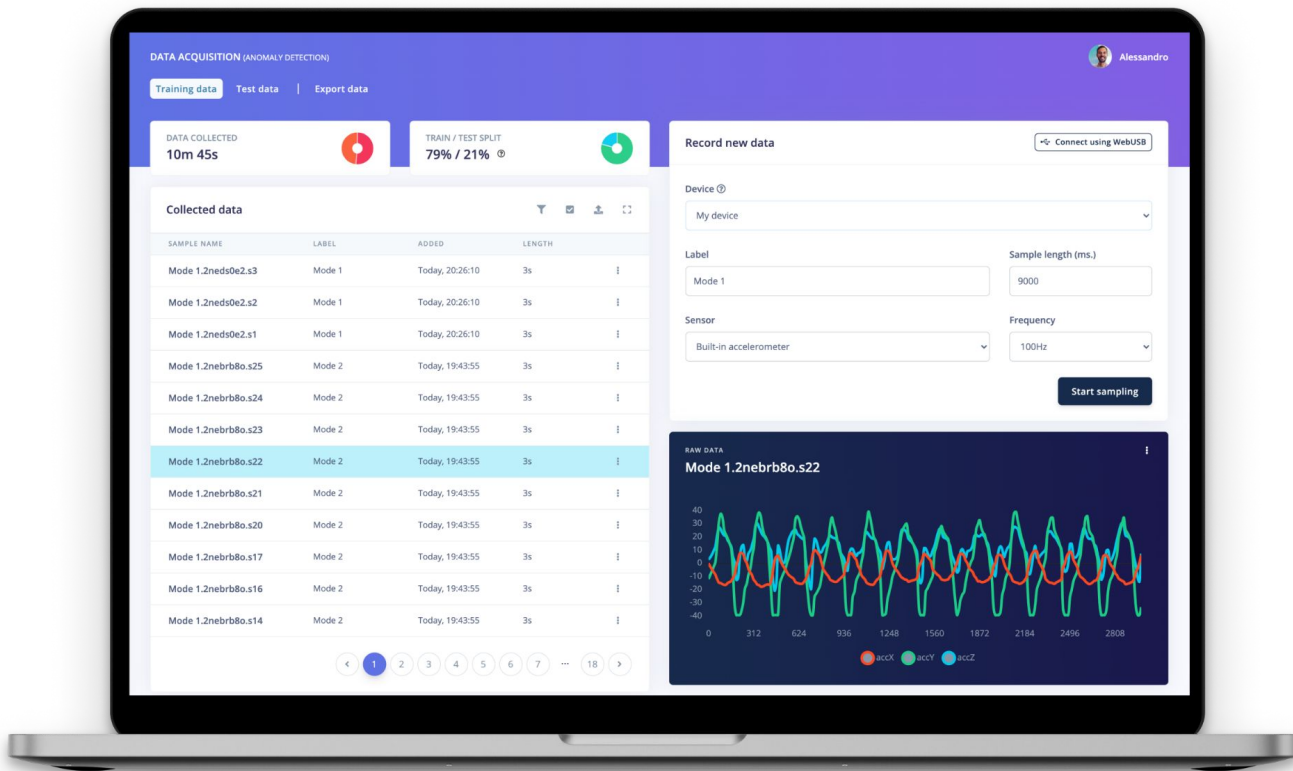 DATA ACQUISITION (ANOMALY DETECTION)
Alessandro
Training data Test data | Export data
DATA COLLECTED
10m 45s
TRAIN / TEST SPLIT
79% / 21%
Collected data
SAMPLE NAME LABEL ADDED LENGTH
Mode 1.2neds0e2.s3 Mode 1 Today, 20:26:10 3s
Mode 1.2neds0e2.s2 Mode 1 Today, 20:26:10 3s
Mode 1.2neds0e2.s1 Mode 1 Today, 20:26:10 3s
Mode 1.2nebrb8o.s25 Mode 2 Today, 19:43:55 3s
Mode 1.2nebrb8o.s24 Mode 2 Today, 19:43:55 3s
Mode 1.2nebrb8o.s23 Mode 2 Today, 19:43:55 3s
Mode 1.2nebrb8o.s22 Mode 2 Today, 19:43:55 3s
Mode 1.2nebrb8o.s21 Mode 2 Today, 19:43:55 3s
Mode 1.2nebrb8o.s20 Mode 2 Today, 19:43:55 3s
Mode 1.2nebrb8o.s17 Mode 2 Today, 19:43:55 3s
Mode 1.2nebrb8o.s16 Mode 2 Today, 19:43:55 3s
Mode 1.2nebrb8o.s14 Mode 2 Today, 19:43:55 3s
1 2 3 4 5 6 7 ... 18
Record new data
Connect using WebUSB
Device
My device
Label Sample length (ms.)
Mode 1 9000
Sensor Frequency
Built-in accelerometer 100Hz
Start sampling
RAW DATA
Mode 1.2nebrb8o.s22
40
30
20
10
0
-10
-20
-30
-40
0 312 624 936 1248 1560 1872 2184 2496 2808
accX accY accZ